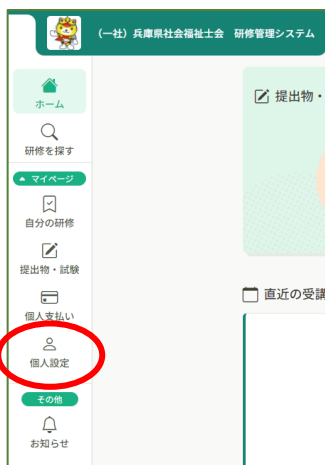 （一社）兵庫県社会福祉士会　研修管理システム
提出物・
ホーム
研修を探す
マイページ
自分の研修
提出物・試験
個人支払い
直近の受講
個人設定
その他
お知らせ